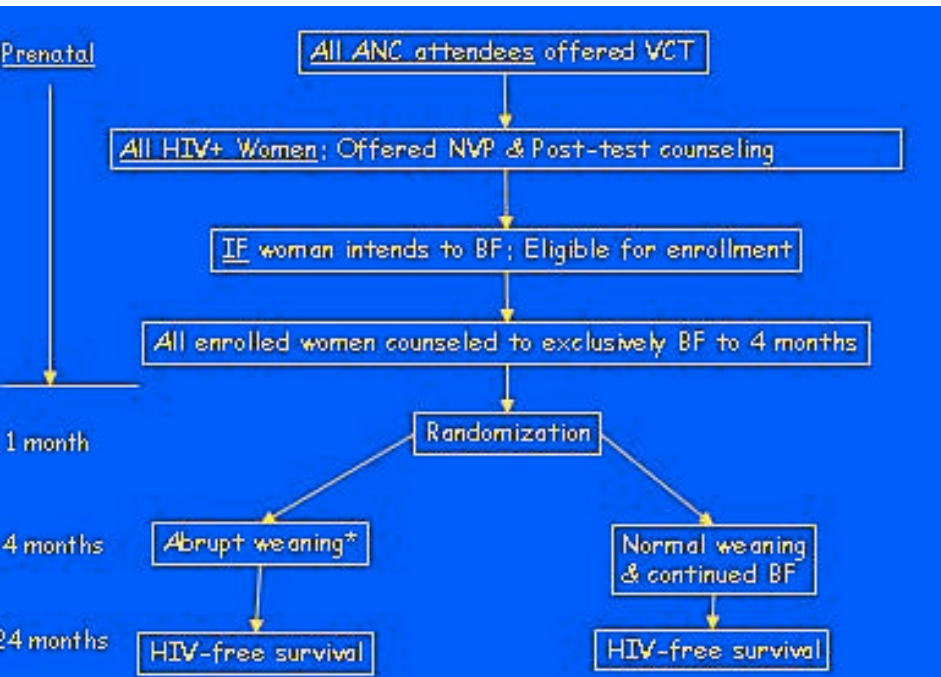 Prenatal
All ANC attendees offered VCT
All HIV+ Women: Offered NVP & Post-test counseling
IF woman intends to BF: Eligible for enrollment
All enrolled women counseled to exclusively BF to 4 months
Randomization
1 month
4 months
Abrupt weaning*
Normal weaning
& continued BF
24 months
HIV-free survival
HIV-free survival